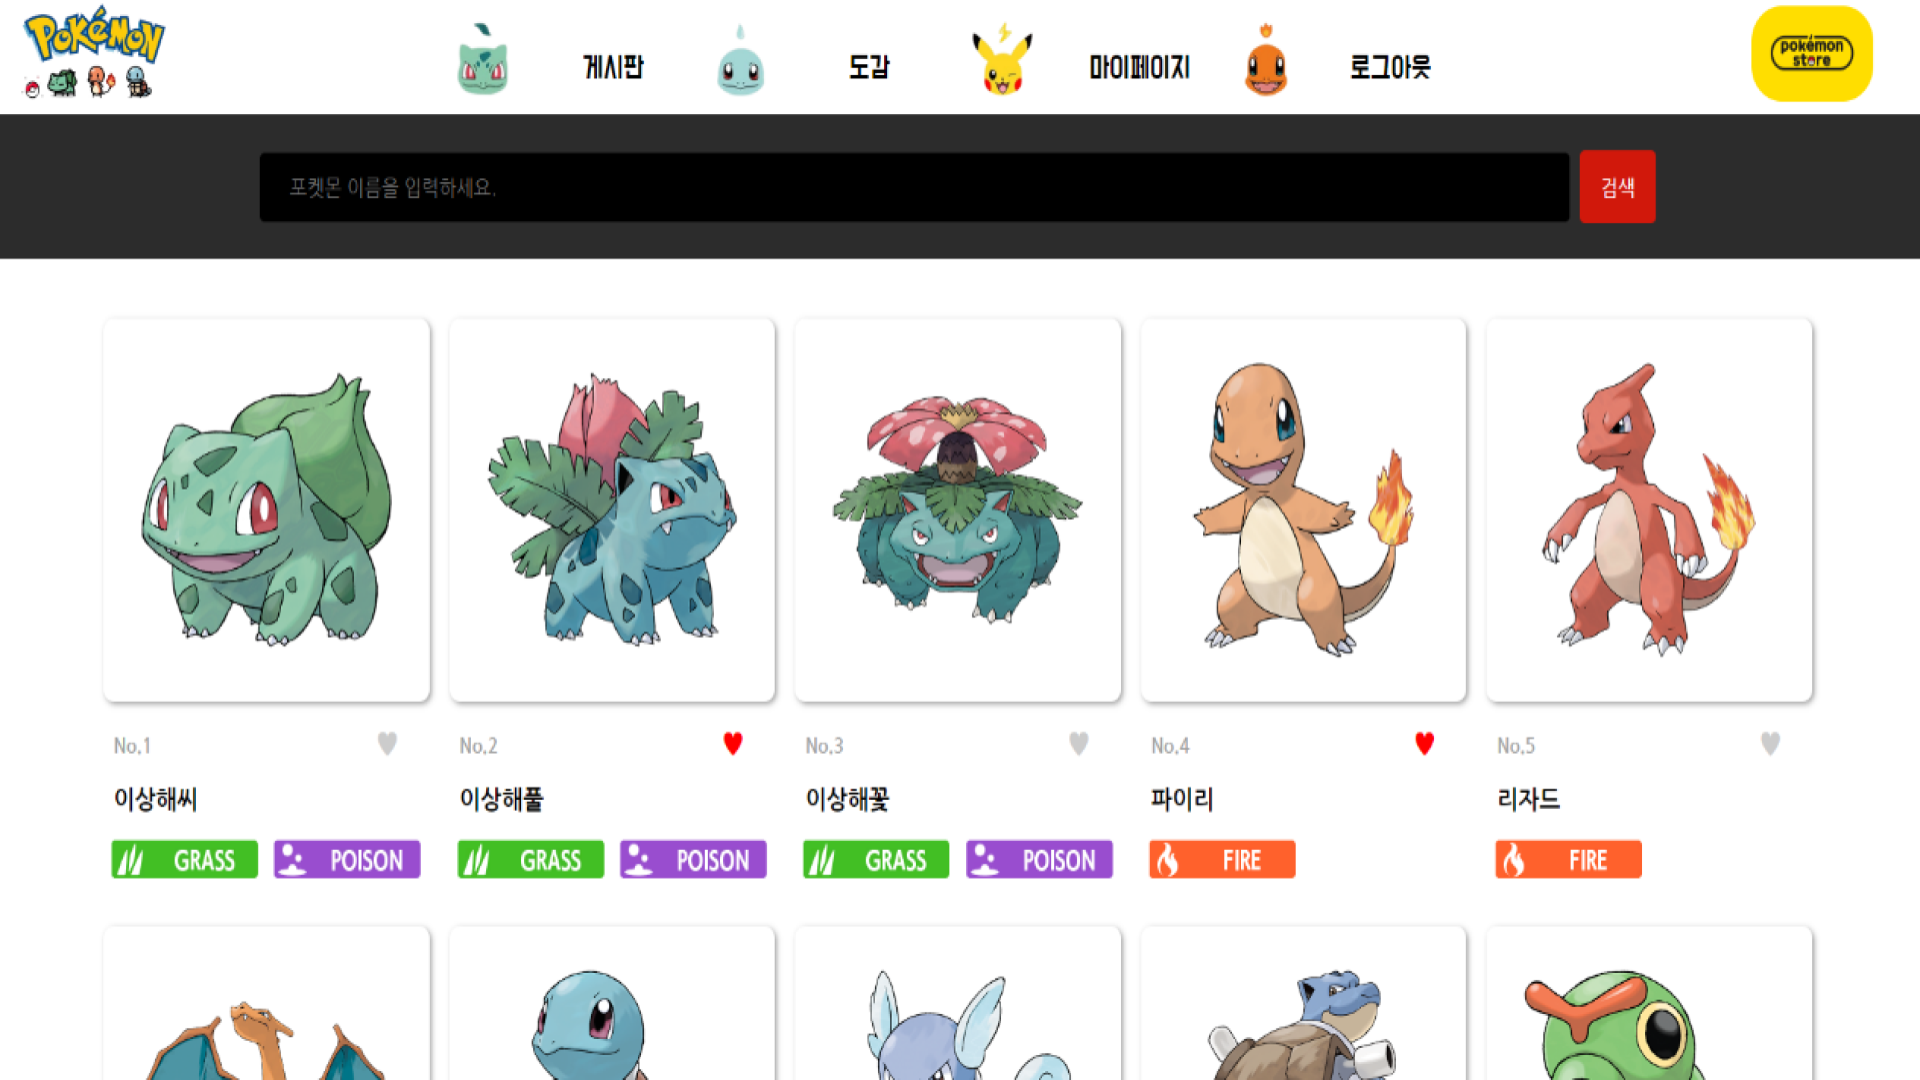 POKéMON
게시판
도감
마이페이지
로그아웃
pokémon
store
포켓몬 이름을 입력하세요.
검색
No.1
No.2
No.3
No.4
No.5
이상해씨
이상해풀
이상해꽃
파이리
리자드
GRASS POISON
GRASS POISON
GRASS POISON
FIRE
FIRE